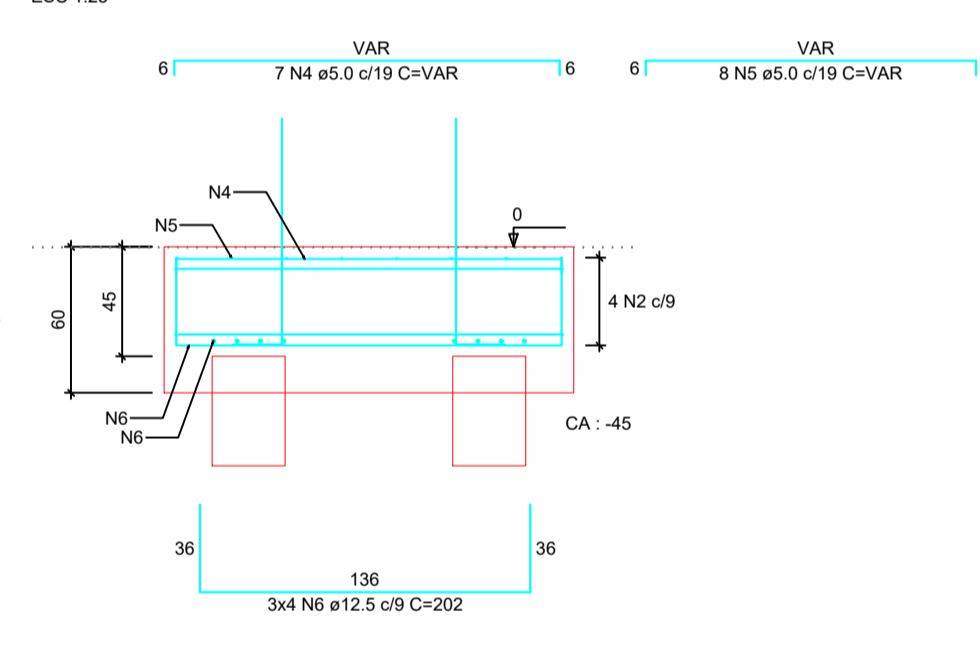 VAR
6
7 N4 ø5.0 c/19 C=VAR
6
VAR
6
8 N5 ø5.0 c/19 C=VAR
N4
N5
0
60
45
4 N2 c/9
N6
N6
CA : -45
36
36
136
3x4 N6 ø12.5 c/9 C=202